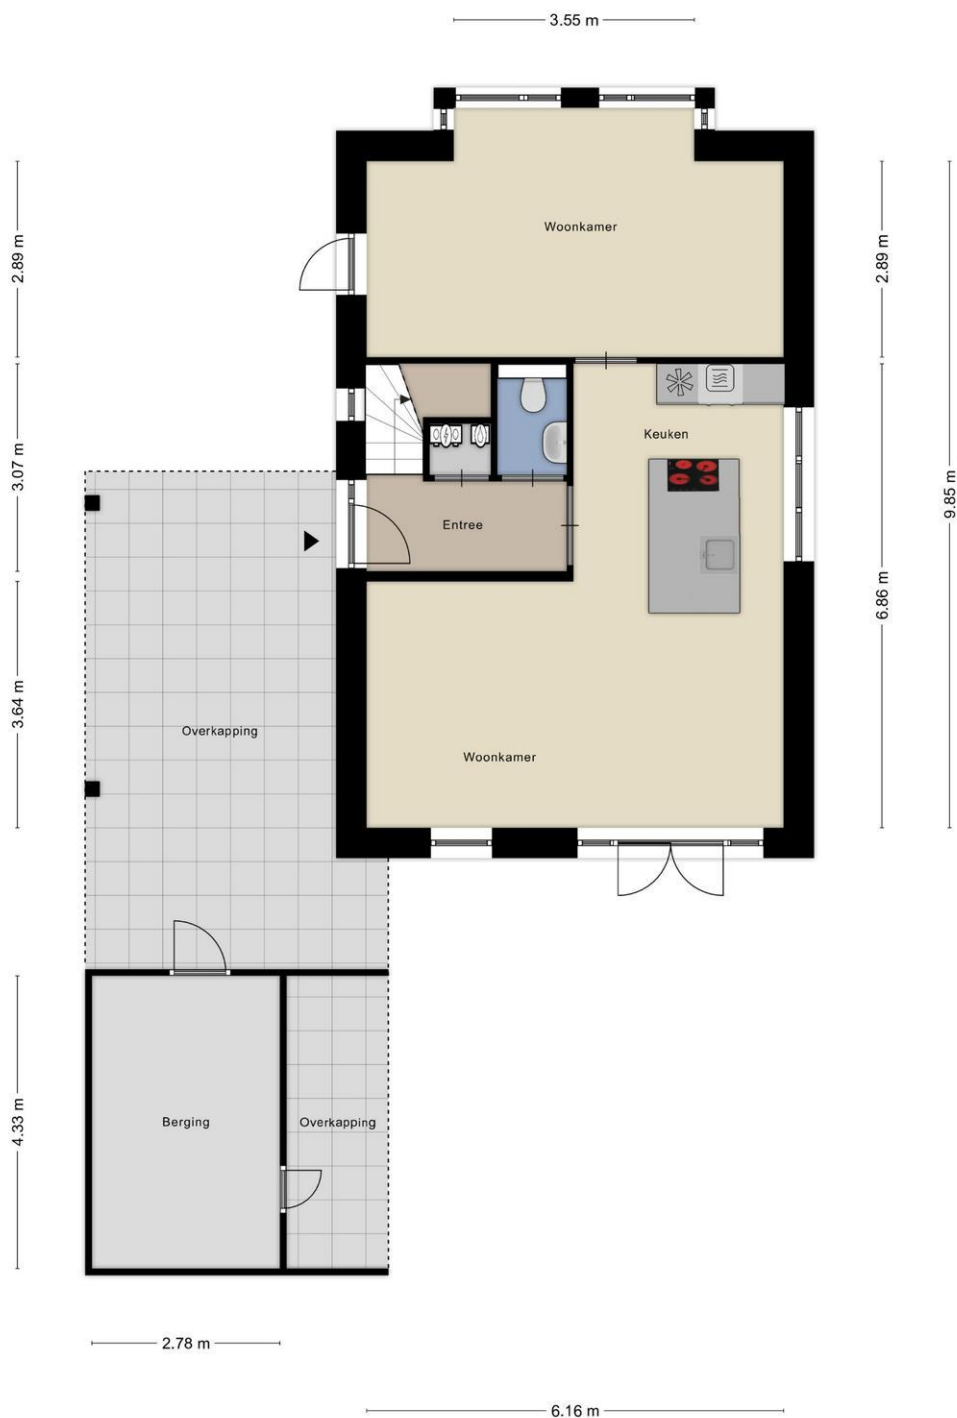 3.55 m
Woonkamer
2.89 m
2.89 m
Keuken
3.07 m
9.85 m
Entree
6.86 m
3.64 m
Overkapping
Woonkamer
Berging
Overkapping
4.33 m
2.78 m
6.16 m